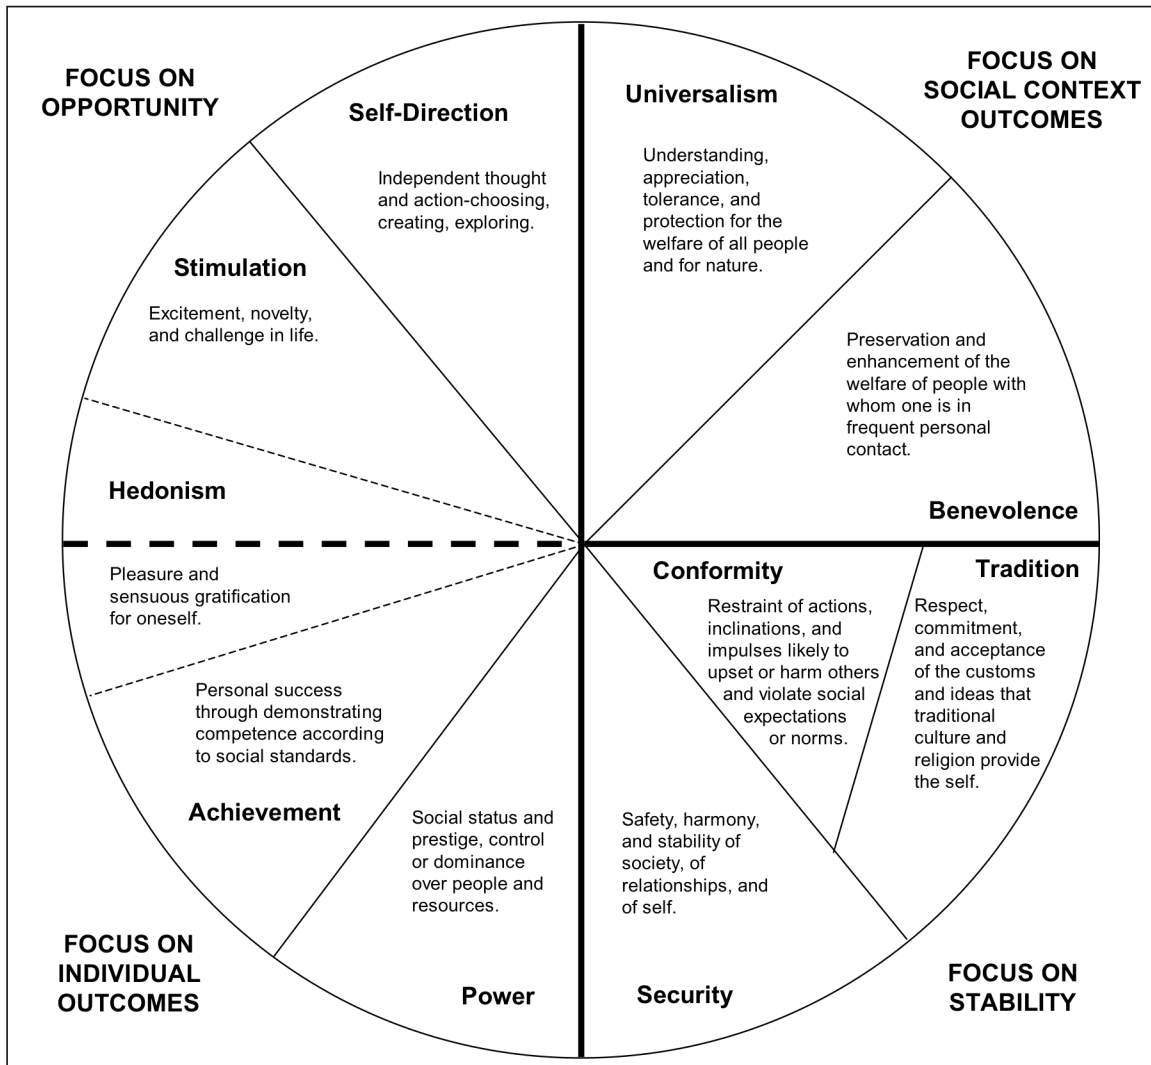 FOCUS ON
OPPORTUNITY
FOCUS ON
SOCIAL CONTEXT
OUTCOMES
Self-Direction
Independent thought
and action-choosing,
creating, exploring.
Universalism
Understanding,
appreciation,
tolerance, and
protection for the
welfare of all people
and for nature.
Stimulation
Excitement, novelty,
and challenge in life.
Preservation and
enhancement of the
welfare of people with
whom one is in
frequent personal
contact.
Benevolence
Hedonism
Pleasure and
sensuous gratification
for oneself.
Conformity
Restraint of actions,
inclinations, and
impulses likely to
upset or harm others
and violate social
expectations
or norms.
Tradition
Respect,
commitment,
and acceptance
of the customs
and ideas that
traditional
culture and
religion provide
the self.
Personal success
through demonstrating
competence according
to social standards.
Achievement
Social status and
prestige, control
or dominance
over people and
resources.
Power
Safety, harmony,
and stability of
society, of
relationships, and
of self.
Security
FOCUS ON
INDIVIDUAL
OUTCOMES
FOCUS ON
STABILITY